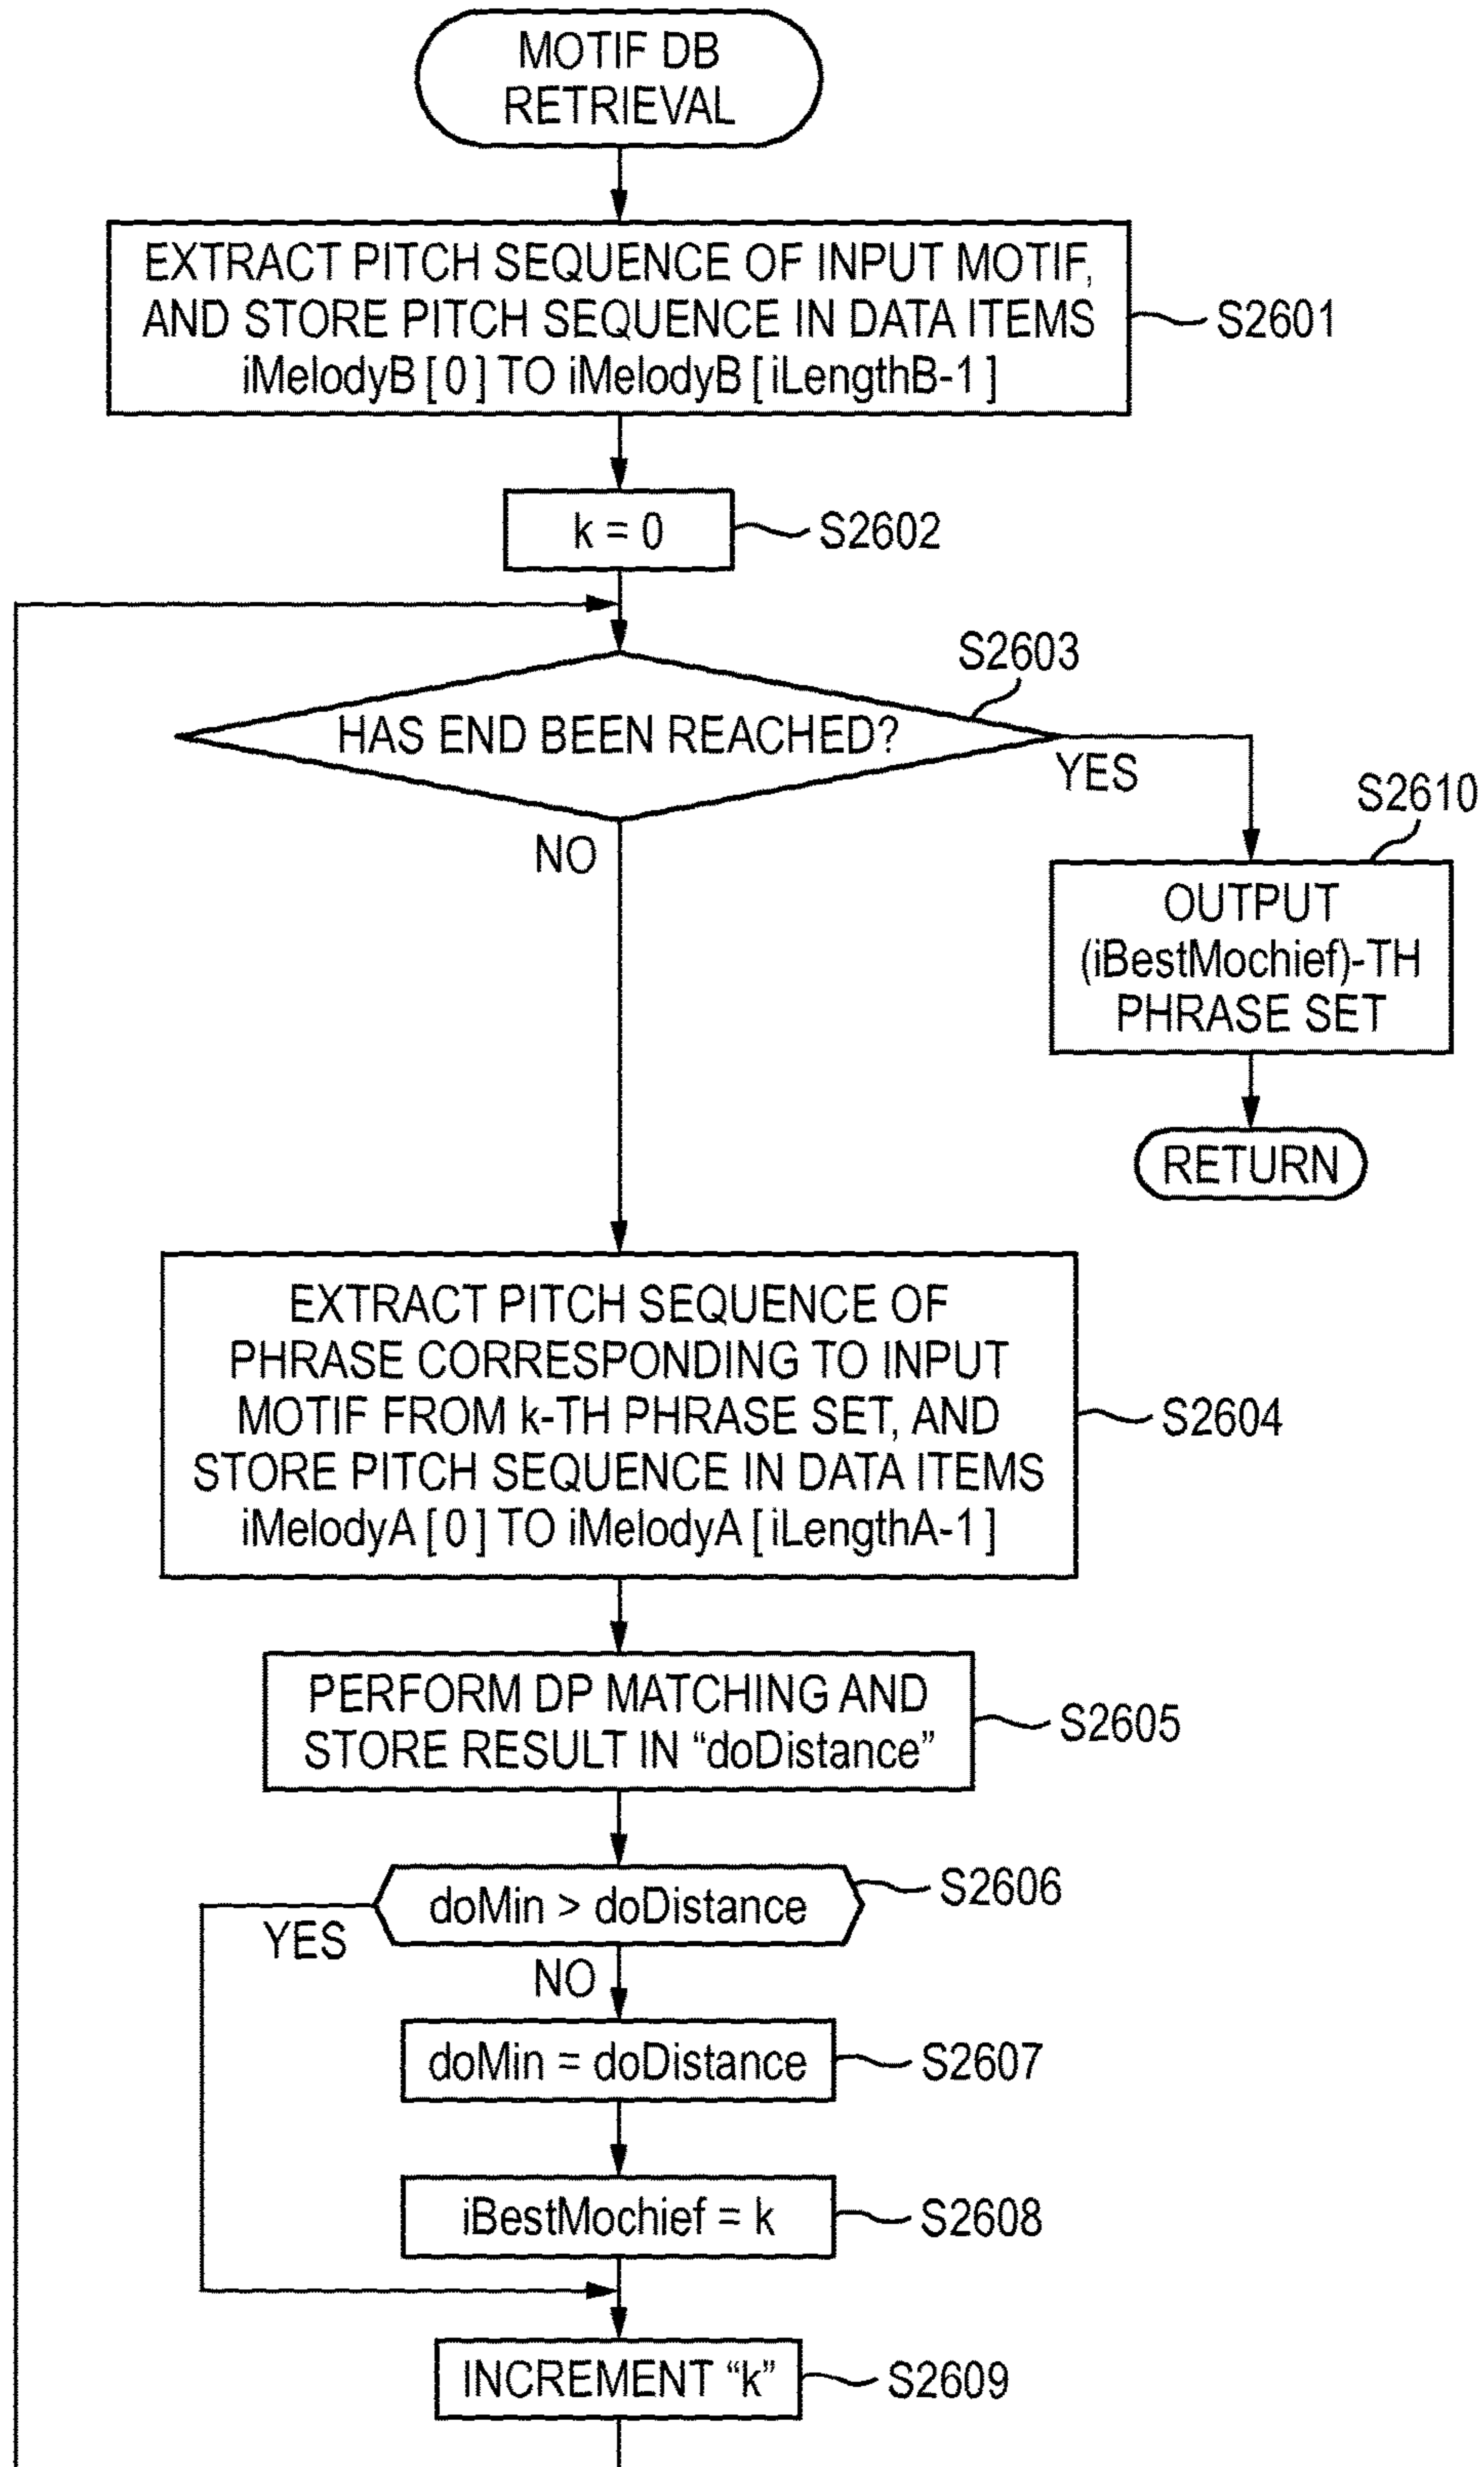 MOTIF DB
RETRIEVAL
EXTRACT PITCH SEQUENCE OF INPUT MOTIF,
AND STORE PITCH SEQUENCE IN DATA ITEMS
iMelodyB [ 0 ] TO iMelodyB [ iLengthB-1 ]
S2601
k = 0
S2602
S2603
HAS END BEEN REACHED?
YES
NO
S2610
OUTPUT
(iBestMochief)-TH
PHRASE SET
RETURN
EXTRACT PITCH SEQUENCE OF
PHRASE CORRESPONDING TO INPUT
MOTIF FROM k-TH PHRASE SET, AND
STORE PITCH SEQUENCE IN DATA ITEMS
iMelodyA [ 0 ] TO iMelodyA [ iLengthA-1 ]
S2604
PERFORM DP MATCHING AND
STORE RESULT IN “doDistance”
S2605
doMin > doDistance
S2606
YES
NO
doMin = doDistance
S2607
iBestMochief = k
S2608
INCREMENT “k”
S2609